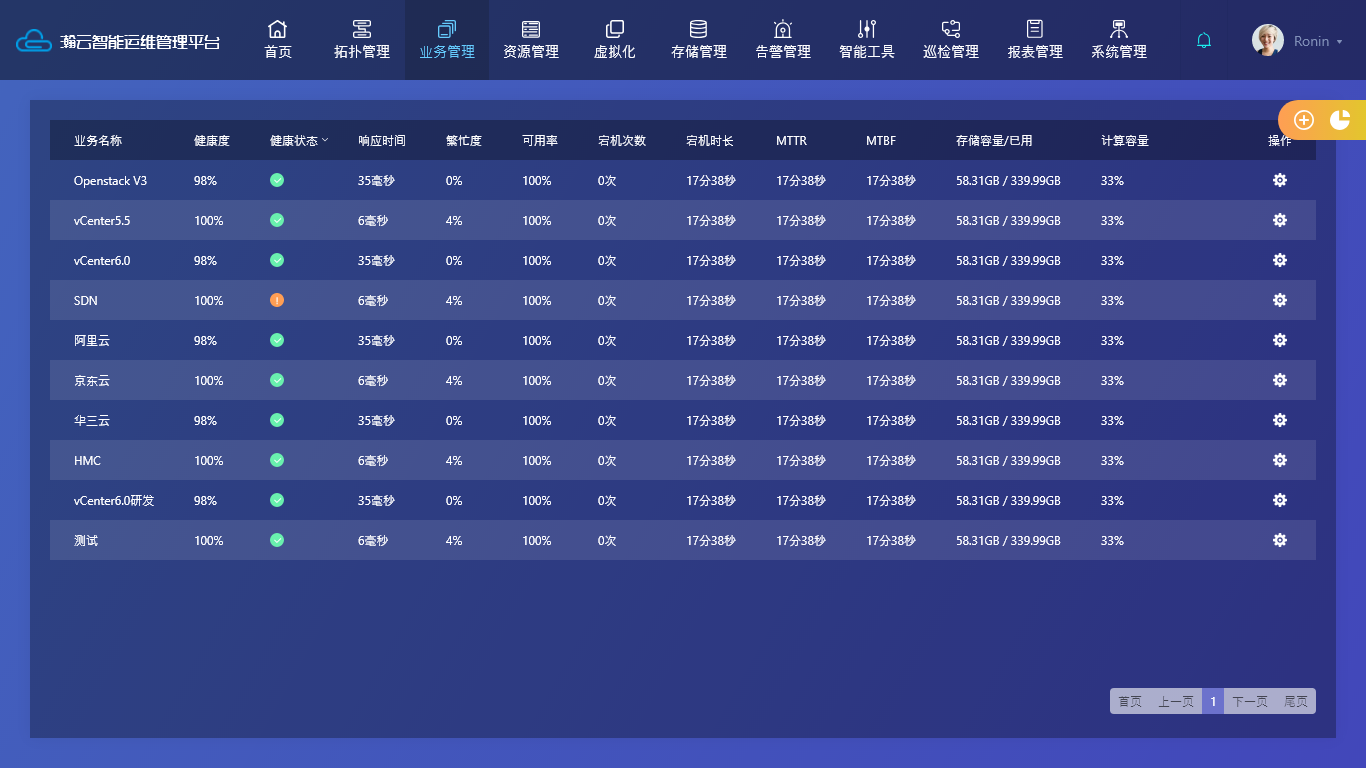 瀚云智能运维管理平台
首页 拓扑管理 业务管理 资源管理 虚拟化 存储管理 告警管理 智能工具 巡检管理 报表管理 系统管理 Ronin
业务名称 健康度 健康状态 响应时间 繁忙度 可用率 宕机次数 宕机时长 MTTR MTBF 存储容量/已用 计算容量 操作
Openstack V3 98% 35毫秒 0% 100% 0次 17分38秒 17分38秒 17分38秒 58.31GB / 339.99GB 33%
vCenter5.5 100% 6毫秒 4% 100% 0次 17分38秒 17分38秒 17分38秒 58.31GB / 339.99GB 33%
vCenter6.0 98% 35毫秒 0% 100% 0次 17分38秒 17分38秒 17分38秒 58.31GB / 339.99GB 33%
SDN 100% 6毫秒 4% 100% 0次 17分38秒 17分38秒 17分38秒 58.31GB / 339.99GB 33%
阿里云 98% 35毫秒 0% 100% 0次 17分38秒 17分38秒 17分38秒 58.31GB / 339.99GB 33%
京东云 100% 6毫秒 4% 100% 0次 17分38秒 17分38秒 17分38秒 58.31GB / 339.99GB 33%
华三云 98% 35毫秒 0% 100% 0次 17分38秒 17分38秒 17分38秒 58.31GB / 339.99GB 33%
HMC 100% 6毫秒 4% 100% 0次 17分38秒 17分38秒 17分38秒 58.31GB / 339.99GB 33%
vCenter6.0研发 98% 35毫秒 0% 100% 0次 17分38秒 17分38秒 17分38秒 58.31GB / 339.99GB 33%
测试 100% 6毫秒 4% 100% 0次 17分38秒 17分38秒 17分38秒 58.31GB / 339.99GB 33%
首页 上一页 1 下一页 尾页